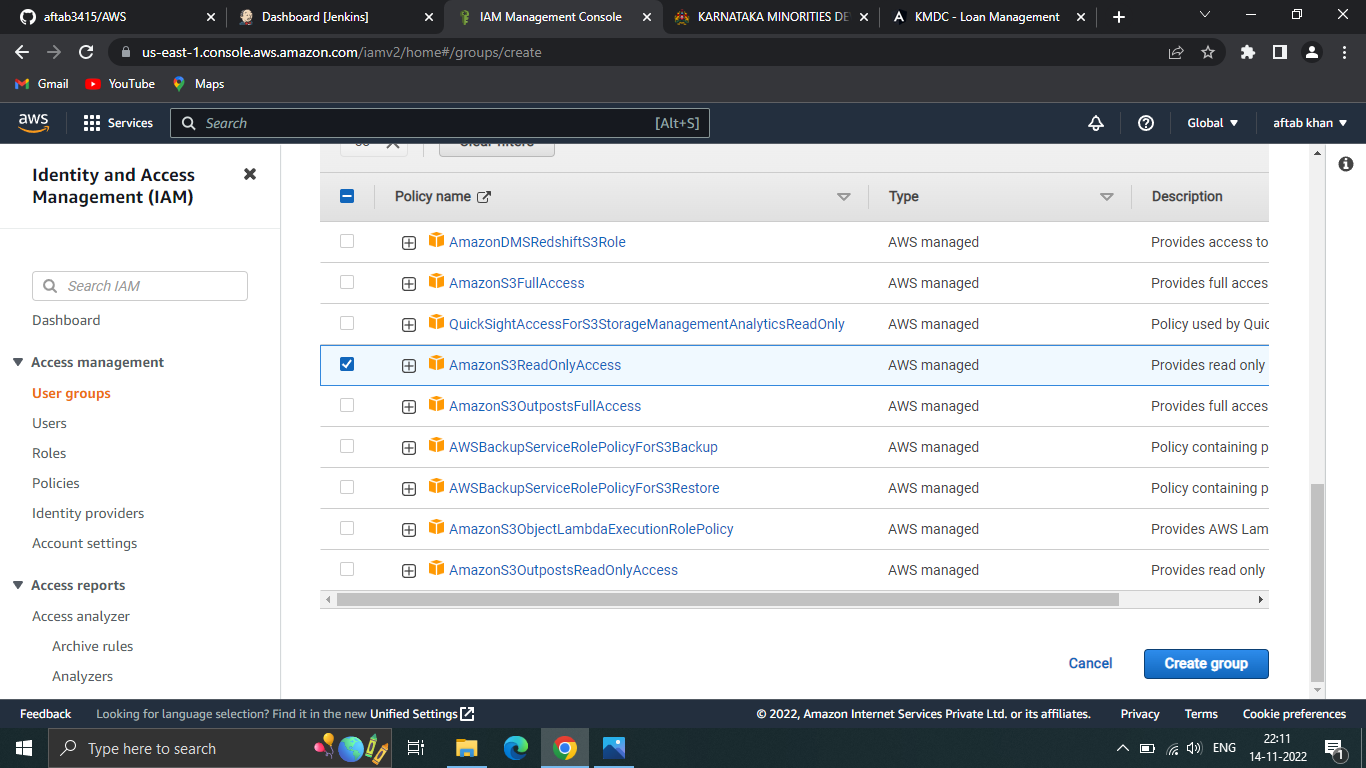 aftab3415/AWS
Dashboard [Jenkins]
IAM Management Console
KARNATAKA MINORITIES DE
KMDC - Loan Management
us-east-1.console.aws.amazon.com/iamv2/home#/groups/create
Gmail YouTube Maps
aws Services Search [Alt+S] Global aftab khan
Identity and Access
Management (IAM)
Search IAM
Dashboard
Access management
User groups
Users
Roles
Policies
Identity providers
Account settings
Access reports
Access analyzer
Archive rules
Analyzers
Clear filters
Policy name Type Description
AmazonDMSRedshiftS3Role AWS managed Provides access to
AmazonS3FullAccess AWS managed Provides full acces
QuickSightAccessForS3StorageManagementAnalyticsReadOnly AWS managed Policy used by Quic
AmazonS3ReadOnlyAccess AWS managed Provides read only
AmazonS3OutpostsFullAccess AWS managed Provides full acces
AWSBackupServiceRolePolicyForS3Backup AWS managed Policy containing p
AWSBackupServiceRolePolicyForS3Restore AWS managed Policy containing p
AmazonS3ObjectLambdaExecutionRolePolicy AWS managed Provides AWS Lam
AmazonS3OutpostsReadOnlyAccess AWS managed Provides read only
Cancel Create group
Feedback Looking for language selection? Find it in the new Unified Settings © 2022, Amazon Internet Services Private Ltd. or its affiliates. Privacy Terms Cookie preferences
Type here to search
ENG
22:11
14-11-2022
1